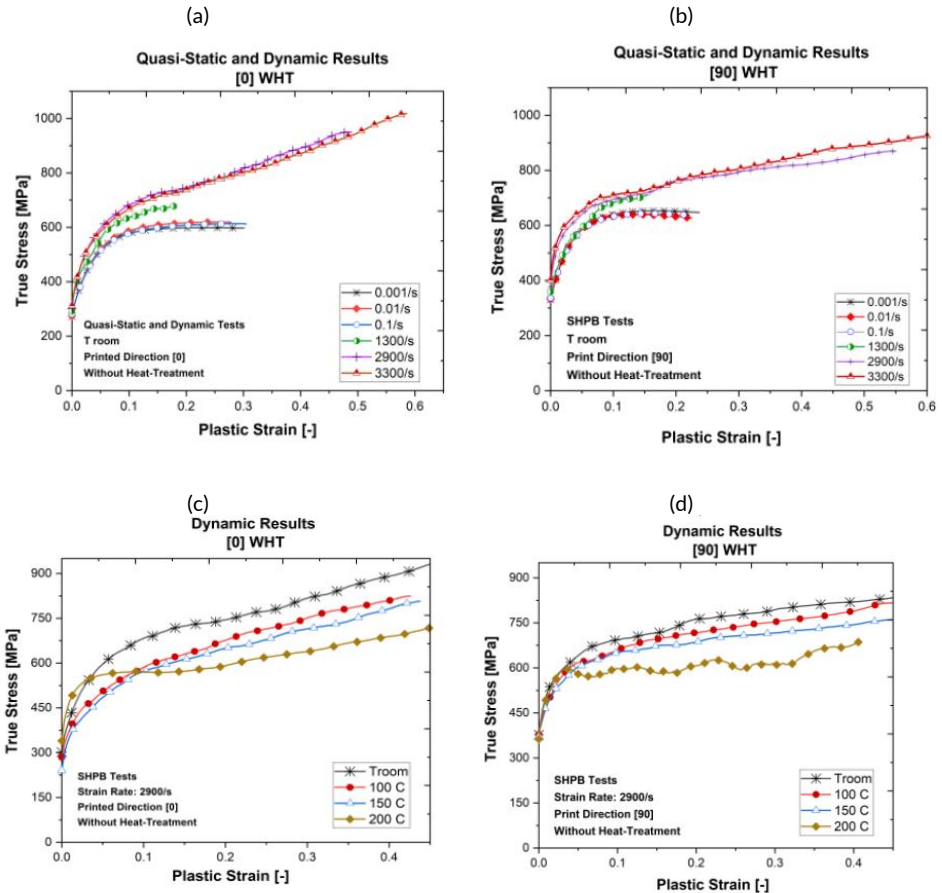 (a)
Quasi-Static and Dynamic Results
[0] WHT
True Stress [MPa]
1000
800
600
400
200
0
Quasi-Static and Dynamic Tests
T room
Printed Direction [0]
Without Heat-Treatment
0.001/s
0.01/s
0.1/s
1300/s
2900/s
3300/s
0.0 0.1 0.2 0.3 0.4 0.5 0.6
Plastic Strain [-]
(b)
Quasi-Static and Dynamic Results
[90] WHT
True Stress [MPa]
1000
800
600
400
200
0
SHPB Tests
T room
Print Direction [90]
Without Heat-Treatment
0.001/s
0.01/s
0.1/s
1300/s
2900/s
3300/s
0.0 0.1 0.2 0.3 0.4 0.5 0.6
Plastic Strain [-]
(c)
Dynamic Results
[0] WHT
True Stress [MPa]
900
750
600
450
300
150
0
SHPB Tests
Strain Rate: 2900/s
Printed Direction [0]
Without Heat-Treatment
Troom
100 C
150 C
200 C
0.0 0.1 0.2 0.3 0.4
Plastic Strain [-]
(d)
Dynamic Results
[90] WHT
True Stress [MPa]
900
750
600
450
300
150
0
SHPB Tests
Strain Rate: 2900/s
Print Direction [90]
Without Heat-Treatment
Troom
100 C
150 C
200 C
0.0 0.1 0.2 0.3 0.4
Plastic Strain [-]